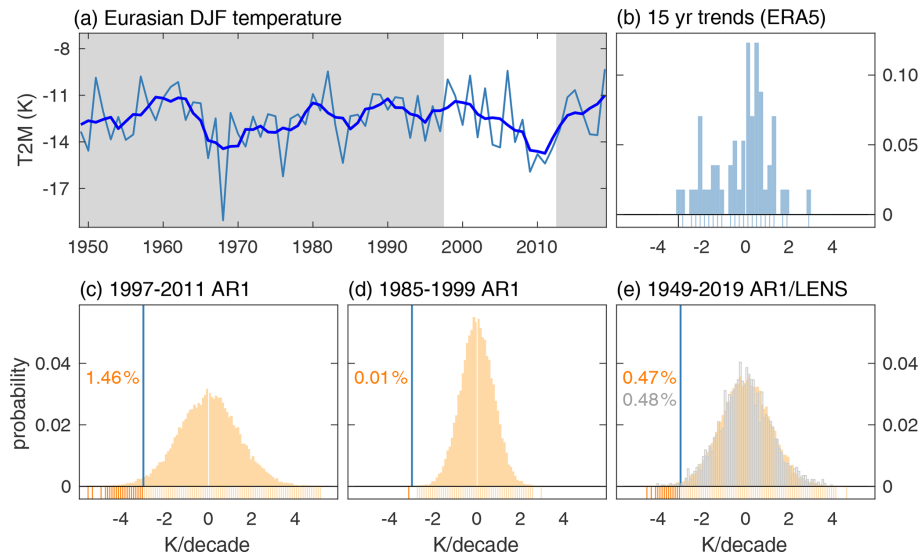 (a) Eurasian DJF temperature
(b) 15 yr trends (ERA5)
-8
-11
-14
-17
T2M (K)
1950 1960 1970 1980 1990 2000 2010
0.10
0.05
0
-4 -2 0 2 4
(c) 1997-2011 AR1
(d) 1985-1999 AR1
(e) 1949-2019 AR1/LENS
probability
0.04
0.02
0
1.46%
0.01%
0.47%
0.48%
0.04
0.02
0
-4 -2 0 2 4
-4 -2 0 2 4
-4 -2 0 2 4
K/decade
K/decade
K/decade